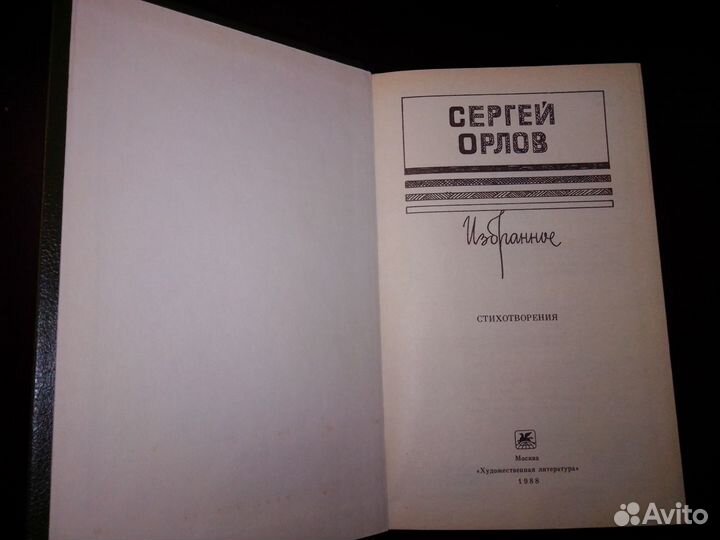 СЕРГЕЙ
ОРЛОВ
Избранное
СТИХОТВОРЕНИЯ
Москва
«Художественная литература»
1988
Avito